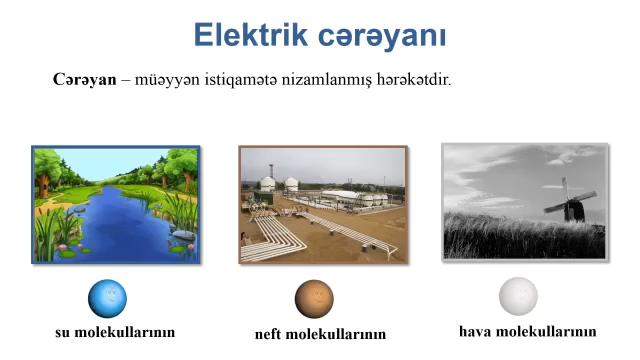 Elektrik cərəyanı
Cərəyan – müəyyən istiqamətə nizamlanmış hərəkətdir.
su molekullarının
neft molekullarının
hava molekullarının